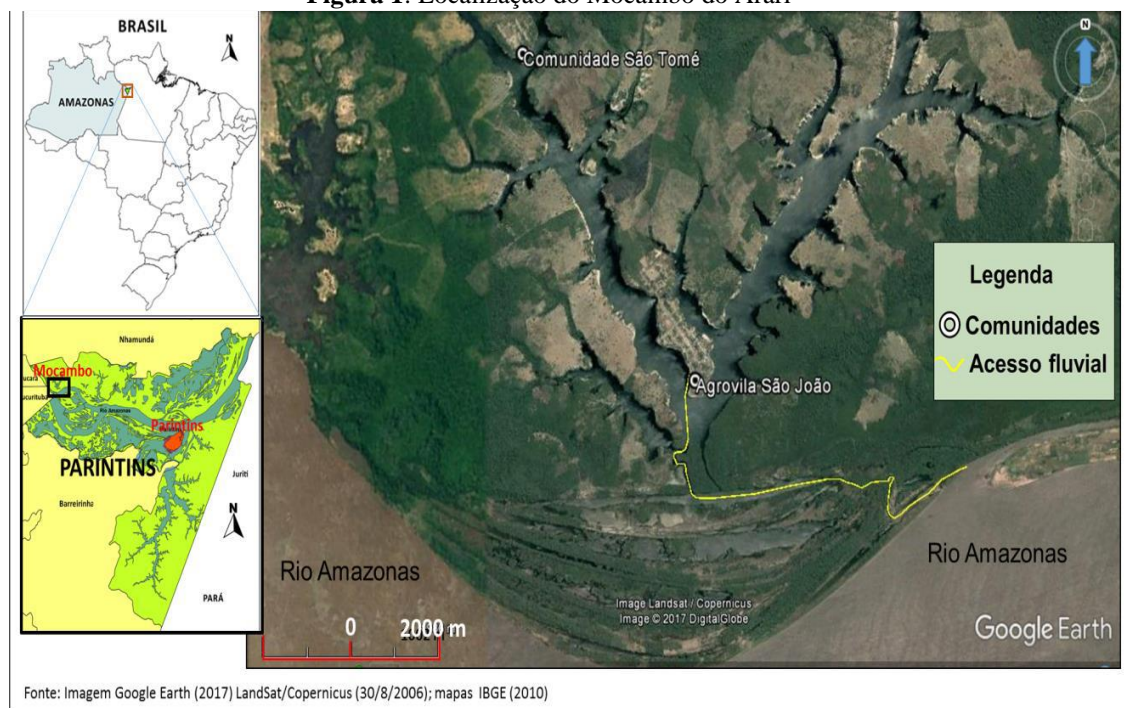 Figura 1. Localização do Mocambo do Arari
BRASIL
N
AMAZONAS
Comunidade São Tomé
N
Legenda
Comunidades
Acesso fluvial
Agrovila São João
Nhamundá
Mocambo
Rio Amazonas
Parintins
PARINTINS
Juriti
Barreirinha
N
PARÁ
Rio Amazonas
Rio Amazonas
0 2000 m
Image Landsat / Copernicus
Image © 2017 DigitalGlobe
Google Earth
Fonte: Imagem Google Earth (2017) LandSat/Copernicus (30/8/2006); mapas IBGE (2010)